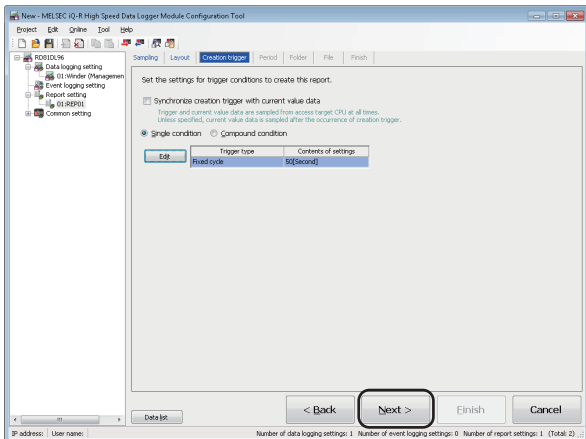 New - MELSEC iQ-R High Speed Data Logger Module Configuration Tool
Project Edit Online Tool Help
RD81DL96
Data logging setting
01:Winder (Managemen
Event logging setting
Report setting
01:REP01
Common setting
Sampling Layout Creation trigger Period Folder File Finish
Set the settings for trigger conditions to create this report.
Synchronize creation trigger with current value data
Trigger and current value data are sampled from access target CPU at all times.
Unless specified, current value data is sampled after the occurrence of creation trigger.
Single condition Compound condition
Edit
Trigger type Contents of settings
Fixed cycle 50[Second]
Data list
< Back Next > Finish Cancel
IP address: User name: Number of data logging settings: 1 Number of event logging settings: 0 Number of report settings: 1 (Total: 2)